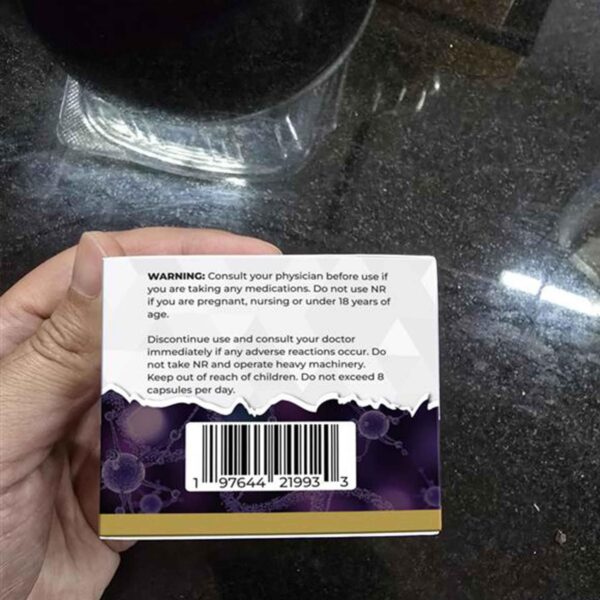 WARNING: Consult your physician before use if
you are taking any medications. Do not use NR
if you are pregnant, nursing or under 18 years of
age.
Discontinue use and consult your doctor
immediately if any adverse reactions occur. Do
not take NR and operate heavy machinery.
Keep out of reach of children. Do not exceed 8
capsules per day.
1 97644 21993 3